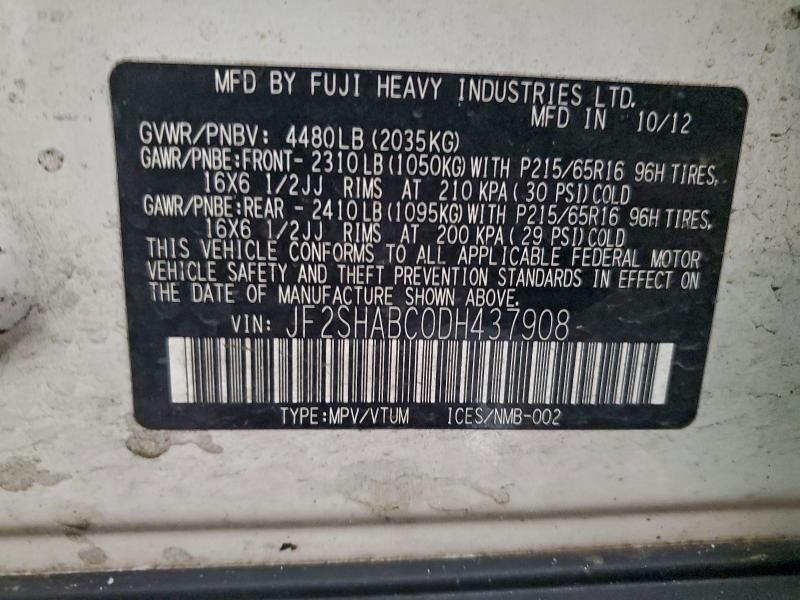 MFD BY FUJI HEAVY INDUSTRIES LTD.
MFD IN 10/12
GVWR/PNBV: 4480LB(2035KG)
GAWR/PNBE:FRONT- 2310LB(1050KG)WITH P215/65R16 96H TIRES,
16X6 1/2JJ RIMS AT 210 KPA( 30 PSI)COLD
GAWR/PNBE:REAR - 2410LB(1095KG)WITH P215/65R16 96H TIRES,
16X6 1/2JJ RIMS AT 200 KPA( 29 PSI)COLD
THIS VEHICLE CONFORMS TO ALL APPLICABLE FEDERAL MOTOR
VEHICLE SAFETY AND THEFT PREVENTION STANDARDS IN EFFECT ON
THE DATE OF MANUFACTURE SHOWN ABOVE.
VIN: JF2SHABC0DH437908
TYPE:MPV/VTUM ICES/NMB-002